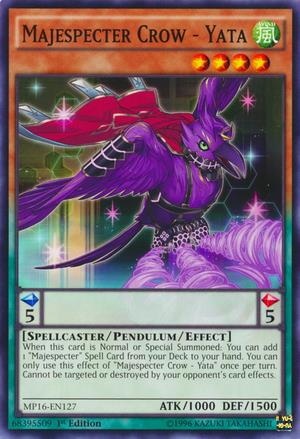 Majespecter Crow - Yata
風
5
5
[Spellcaster/Pendulum/Effect]
When this card is Normal or Special Summoned: You can add
1 "Majespecter" Spell Card from your Deck to your hand. You can only
use this effect of "Majespecter Crow - Yata" once per turn.
Cannot be targeted or destroyed by your opponent's card effects.
MP16-EN127
ATK/1000 DEF/1500
68395509
1st Edition
©1996 KAZUKI TAKAHASHI